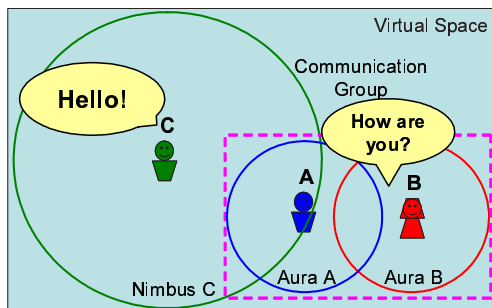 Virtual Space
Communication
Group
Hello!
C
How are
you?
A
B
Nimbus C
Aura A
Aura B